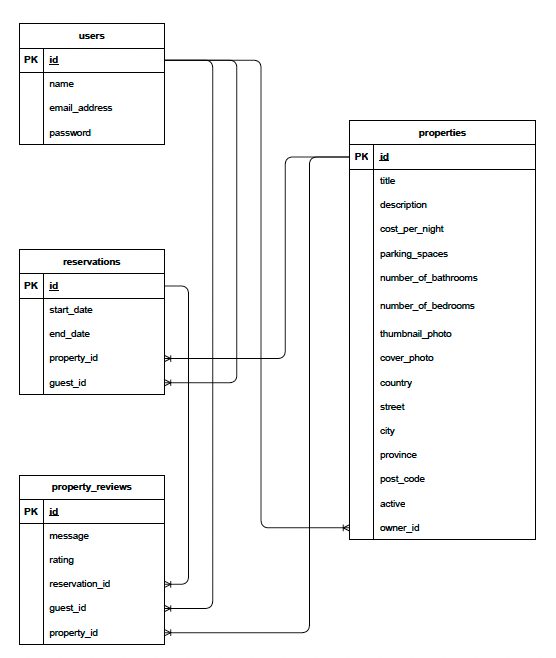 users
PK id
name
email_address
password
properties
PK id
title
description
cost_per_night
parking_spaces
number_of_bathrooms
number_of_bedrooms
thumbnail_photo
cover_photo
country
street
city
province
post_code
active
owner_id
reservations
PK id
start_date
end_date
property_id
guest_id
property_reviews
PK id
message
rating
reservation_id
guest_id
property_id